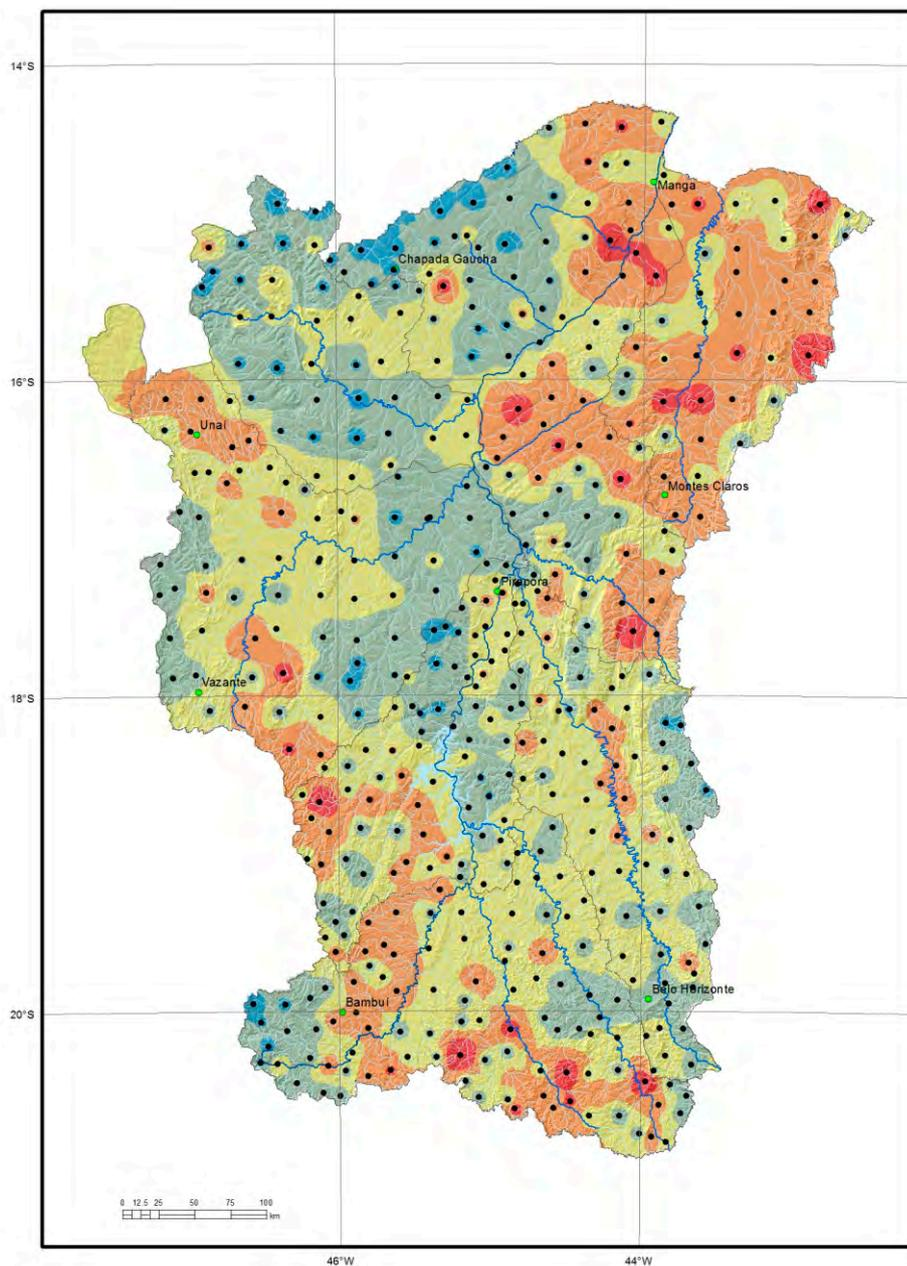 14°S
Manga
Chapada Gaucha
16°S
Unaí
Montes Claros
Pirapora
Vazante
18°S
Belo Horizonte
20°S
Bambuí
0 12.5 25 50 75 100
km
46°W 44°W